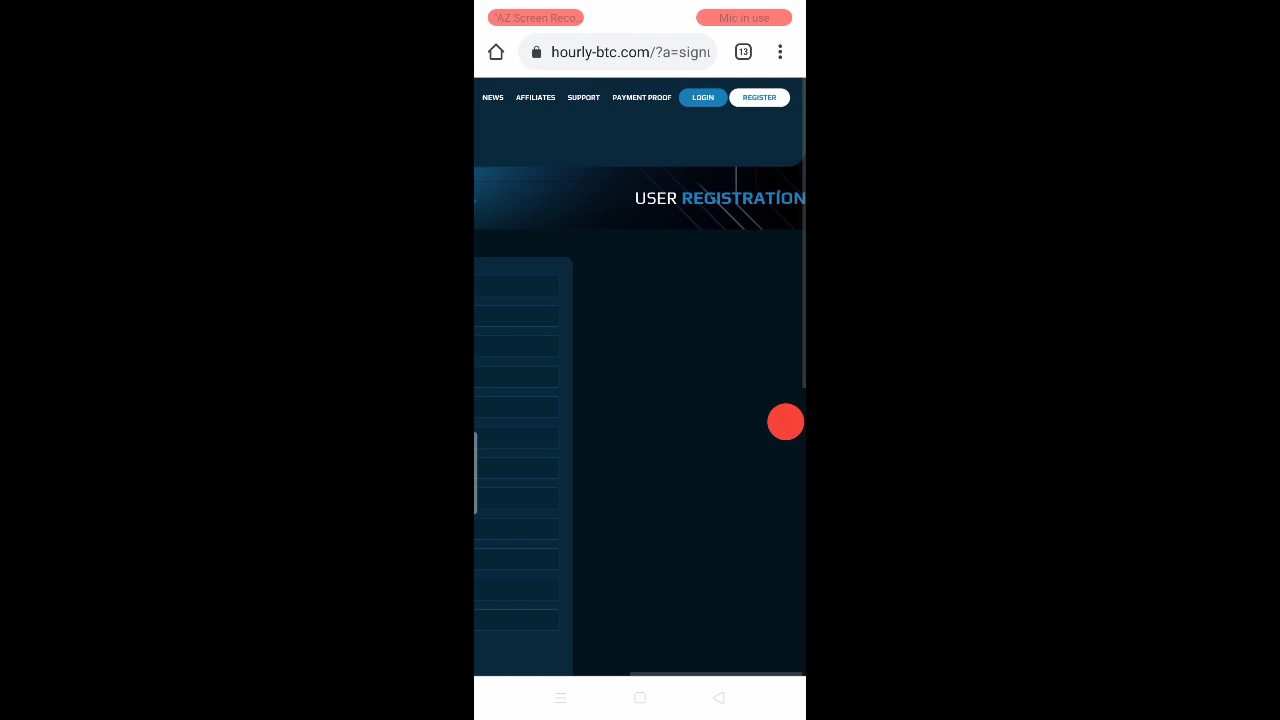 "AZ Screen Reco... Mic in use
hourly-btc.com/?a=signu
13
NEWS AFFILIATES SUPPORT PAYMENT PROOF LOGIN REGISTER
USER REGISTRATION